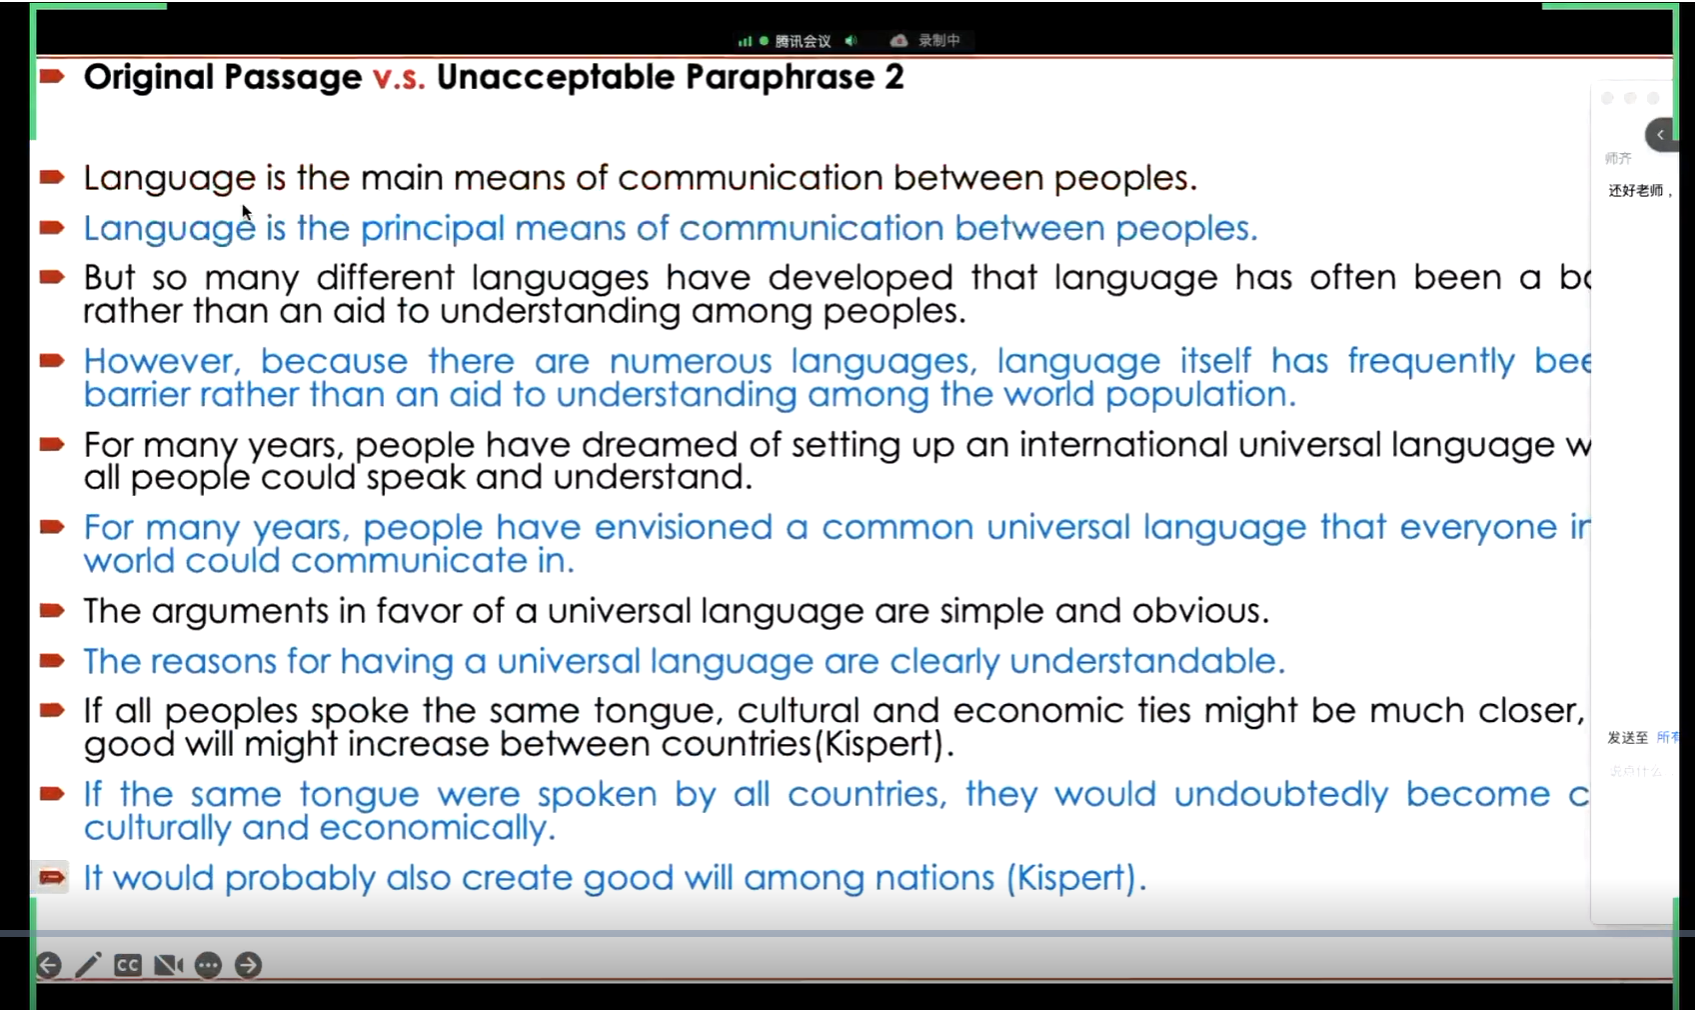 腾讯会议 录制中
Original Passage v.s. Unacceptable Paraphrase 2
师齐
还好老师，
Language is the main means of communication between peoples.
Language is the principal means of communication between peoples.
But so many different languages have developed that language has often been a
rather than an aid to understanding among peoples.
However, because there are numerous languages, language itself has frequently
barrier rather than an aid to understanding among the world population.
For many years, people have dreamed of setting up an international universal language
all people could speak and understand.
For many years, people have envisioned a common universal language that everyone
world could communicate in.
The arguments in favor of a universal language are simple and obvious.
The reasons for having a universal language are clearly understandable.
If all peoples spoke the same tongue, cultural and economic ties might be much closer,
good will might increase between countries(Kispert).
If the same tongue were spoken by all countries, they would undoubtedly become
culturally and economically.
It would probably also create good will among nations (Kispert).
发送至 所有
说点什么
CC